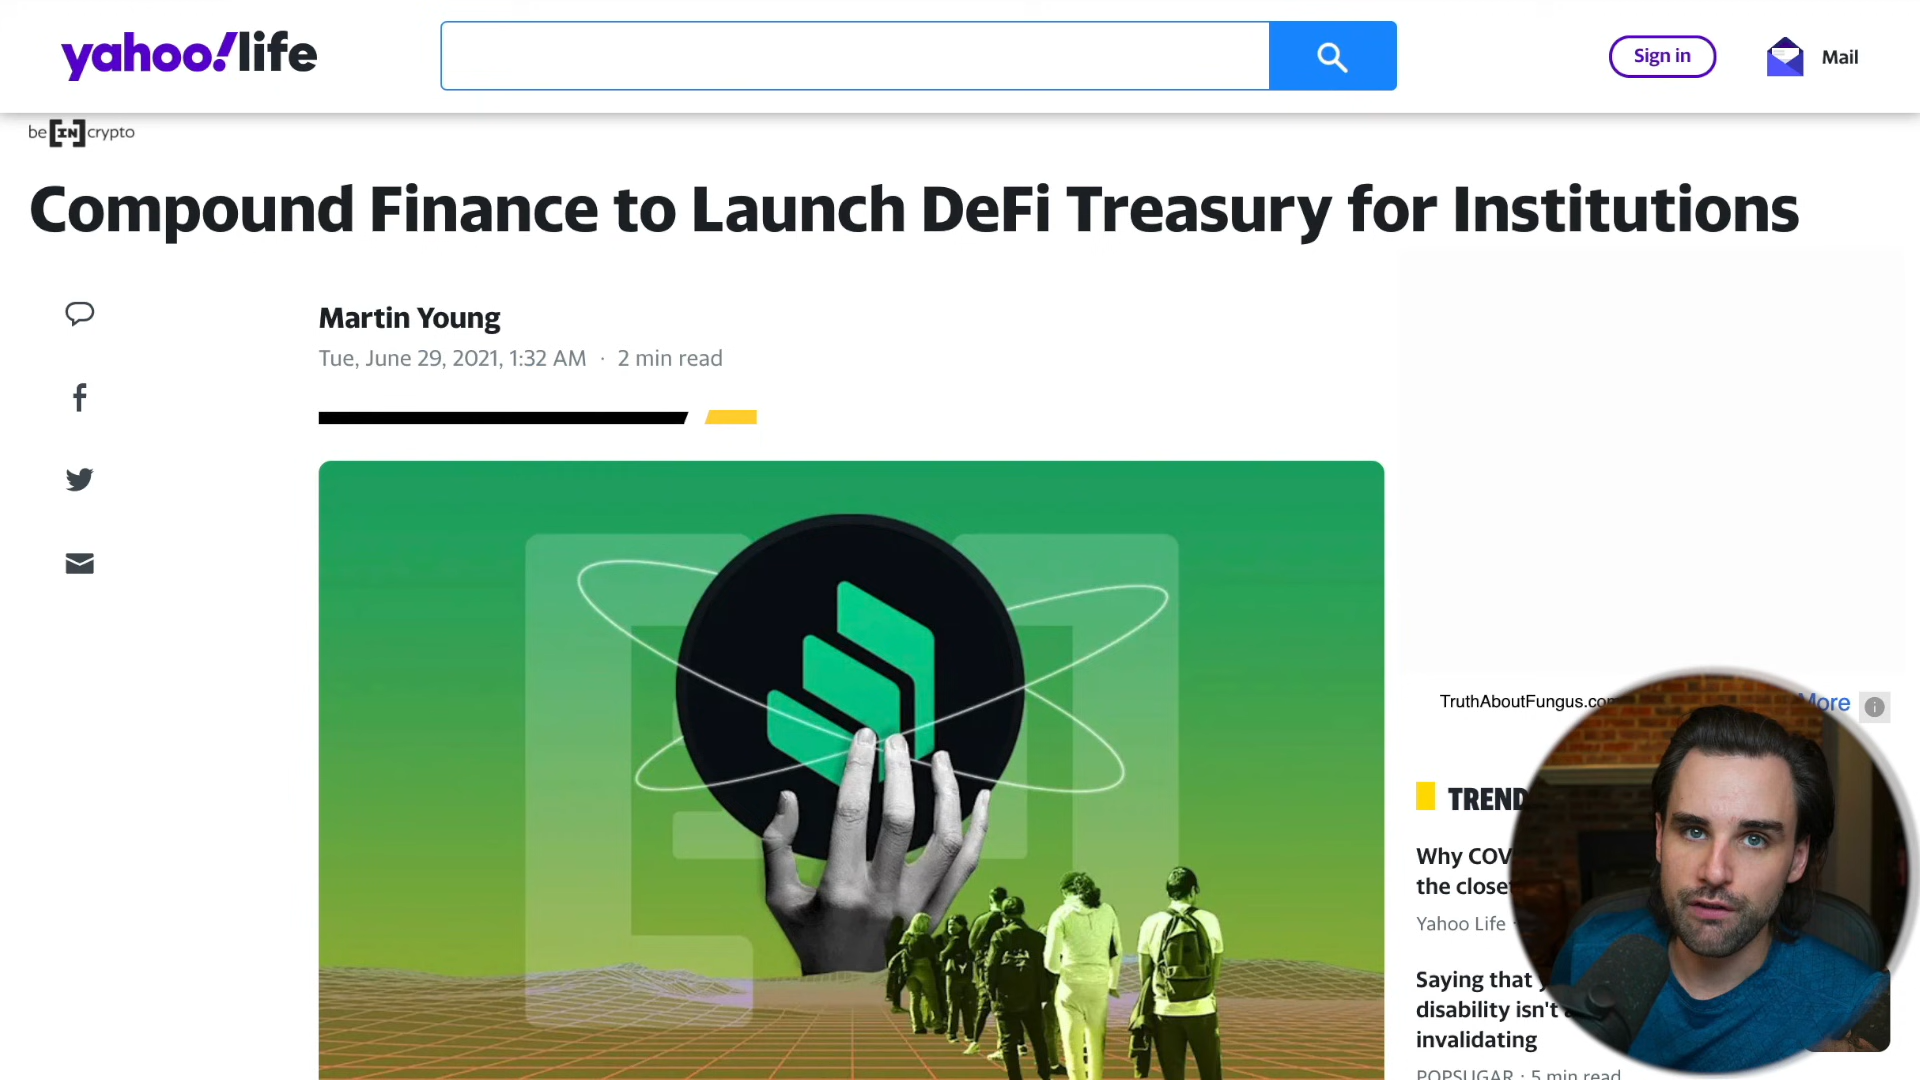 yahoo!life
Sign in
Mail
be[IN]crypto
Compound Finance to Launch DeFi Treasury for Institutions
Martin Young
Tue, June 29, 2021, 1:32 AM · 2 min read
TruthAboutFungus.com
More
TREND
Why COV
the close
Yahoo Life
Saying that
disability isn't
invalidating
POPSUGAR · 5 min read